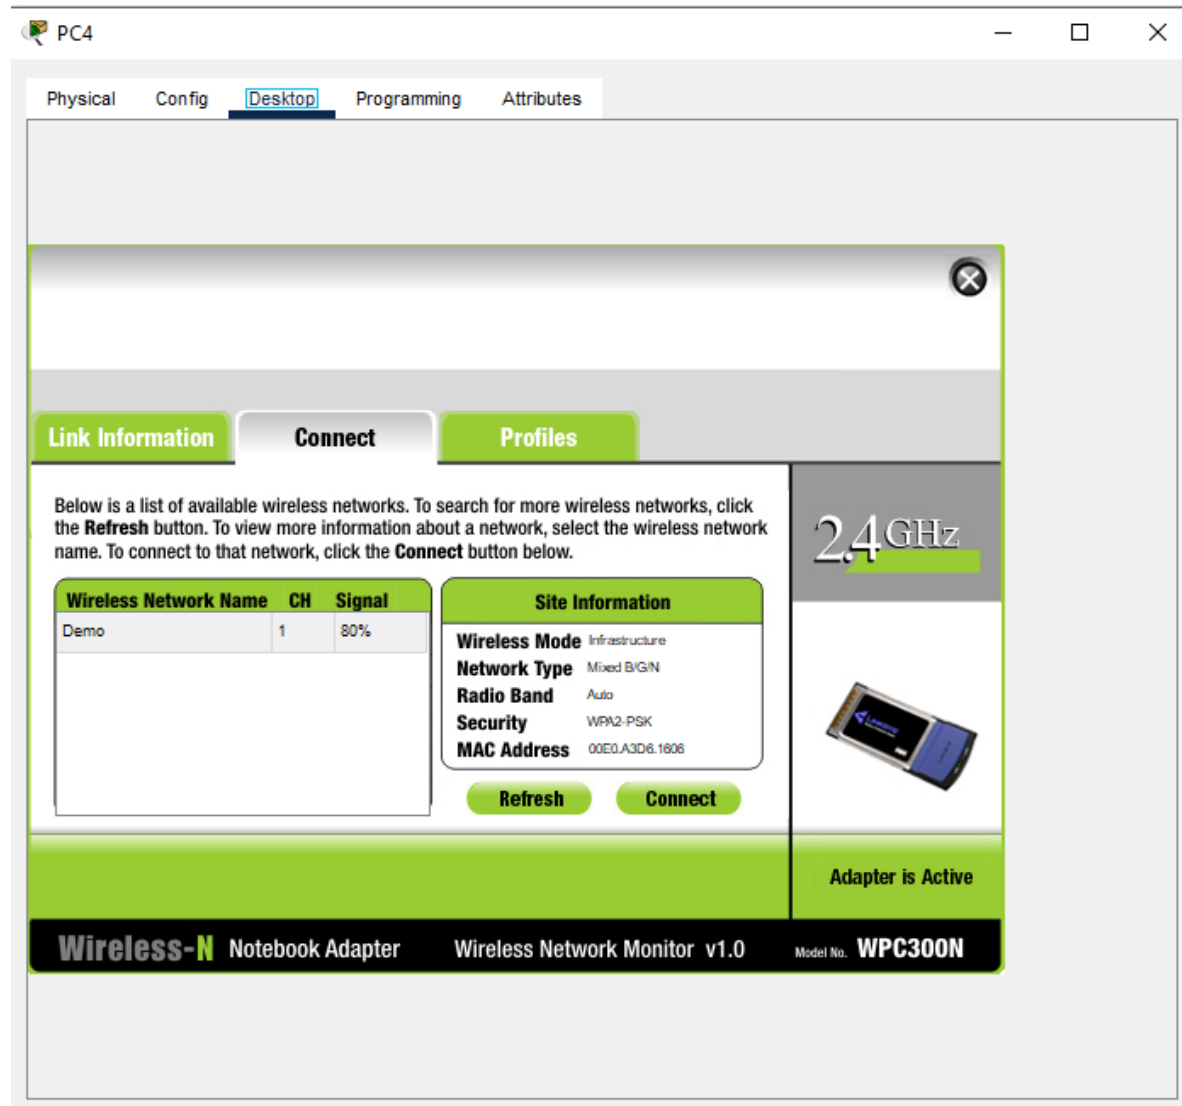 PC4
Physical Config Desktop Programming Attributes
Link Information Connect Profiles
Below is a list of available wireless networks. To search for more wireless networks, click
the Refresh button. To view more information about a network, select the wireless network
name. To connect to that network, click the Connect button below.
2.4GHz
Wireless Network Name CH Signal
Demo 1 80%
Site Information
Wireless Mode Infrastructure
Network Type Mixed B/G/N
Radio Band Auto
Security WPA2-PSK
MAC Address 00E0.A3D6.1606
Refresh Connect
LINKSYS
Adapter is Active
Wireless-N Notebook Adapter Wireless Network Monitor v1.0 Model No. WPC300N